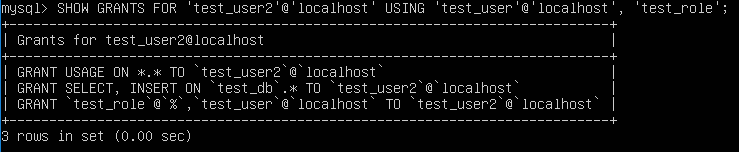 mysql> SHOW GRANTS FOR 'test_user2'@'localhost' USING 'test_user'@'localhost', 'test_role';
+-----------------------------------------------------------------------------+
| Grants for test_user2@localhost                                             |
+-----------------------------------------------------------------------------+
| GRANT USAGE ON *.* TO `test_user2`@`localhost`                              |
| GRANT SELECT, INSERT ON `test_db`.* TO `test_user2`@`localhost`             |
| GRANT `test_role`@`%`,`test_user`@`localhost` TO `test_user2`@`localhost`   |
+-----------------------------------------------------------------------------+
3 rows in set (0.00 sec)